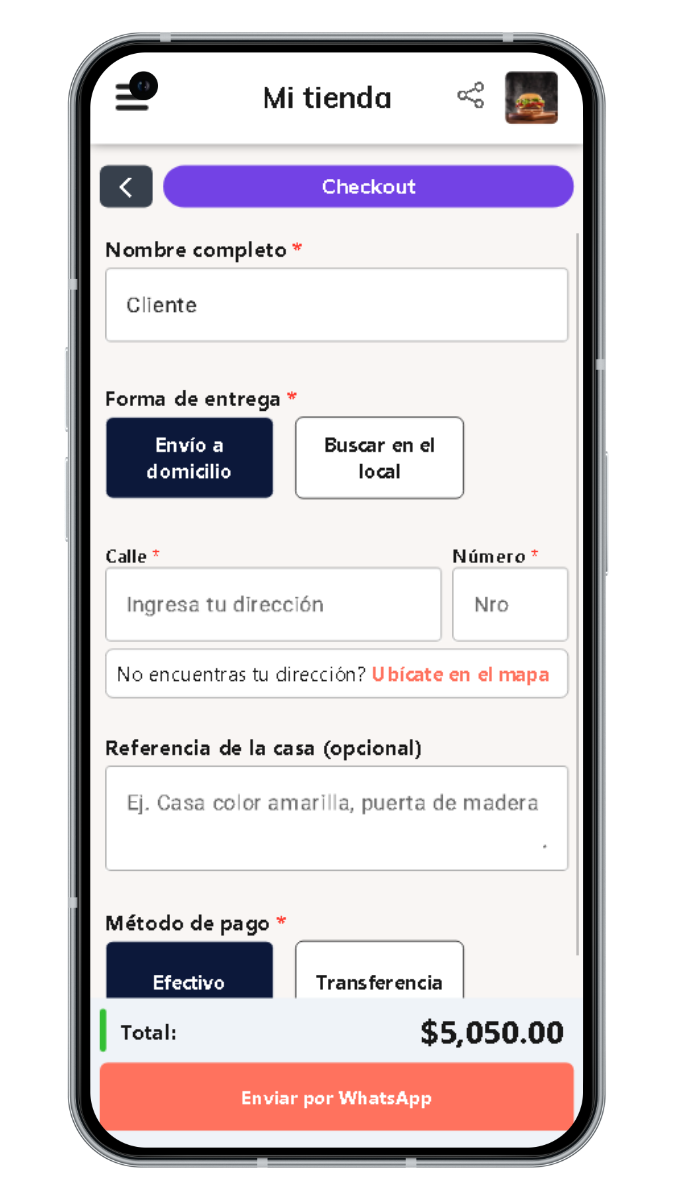 Mi tienda
Checkout
Nombre completo *
Cliente
Forma de entrega *
Envío a
domicilio
Buscar en el
local
Calle *
Número *
Ingresa tu dirección
Nro
No encuentras tu dirección? Ubícate en el mapa
Referencia de la casa (opcional)
Ej. Casa color amarilla, puerta de madera
Método de pago *
Efectivo
Transferencia
Total:
$5,050.00
Enviar por WhatsApp